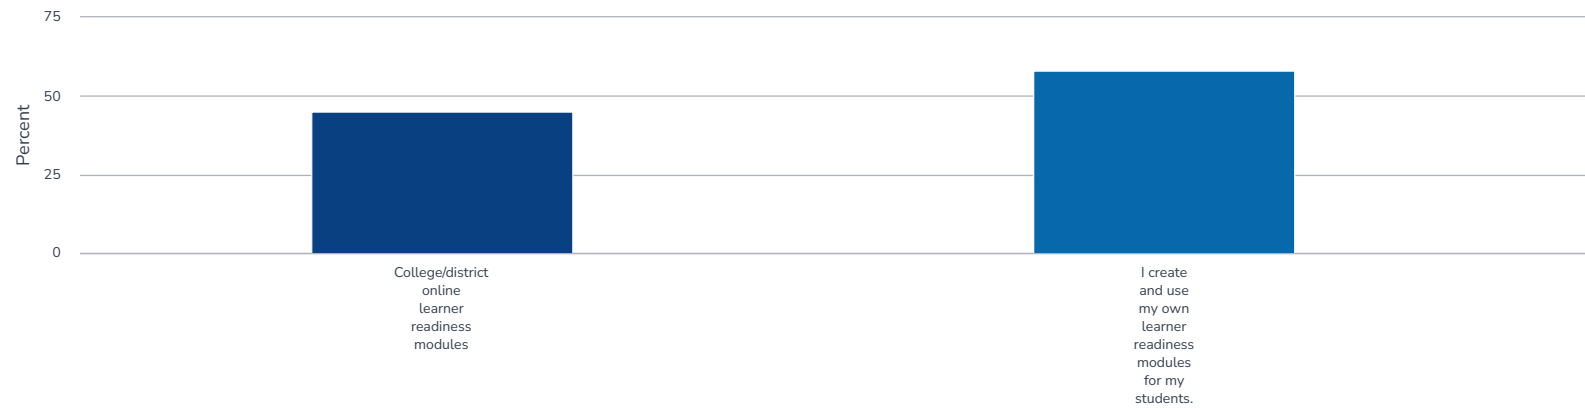 75
50
25
0
Percent
College/district
online
learner
readiness
modules
I create
and use
my own
learner
readiness
modules
for my
students.